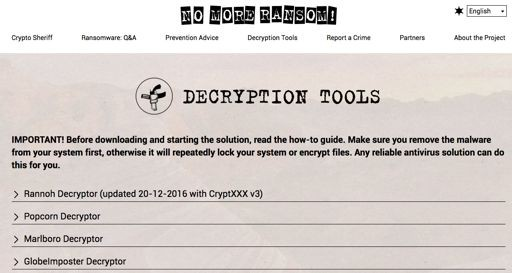 NO MORE RANSOM!
English
Crypto Sheriff
Ransomware: Q&A
Prevention Advice
Decryption Tools
Report a Crime
Partners
About the Project
DECRYPTION TOOLS
IMPORTANT! Before downloading and starting the solution, read the how-to guide. Make sure you remove the malware
from your system first, otherwise it will repeatedly lock your system or encrypt files. Any reliable antivirus solution can do
this for you.
Rannoh Decryptor (updated 20-12-2016 with CryptXXX v3)
Popcorn Decryptor
Marlboro Decryptor
GlobeImposter Decryptor